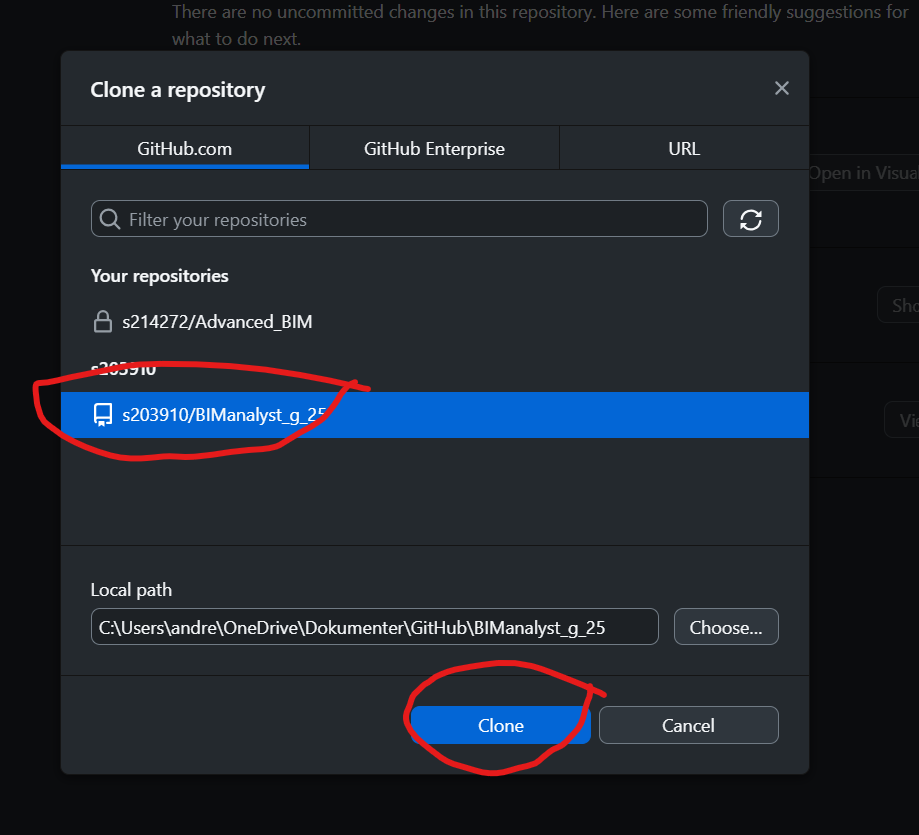 There are no uncommitted changes in this repository. Here are some friendly suggestions for
what to do next.
Clone a repository
GitHub.com
GitHub Enterprise
URL
Open in Visua
Filter your repositories
Your repositories
s214272/Advanced_BIM
Sho
s203910
s203910/BIManalyst_g_25
Vie
Local path
C:\Users\andre\OneDrive\Dokumenter\GitHub\BIManalyst_g_25
Choose...
Clone
Cancel